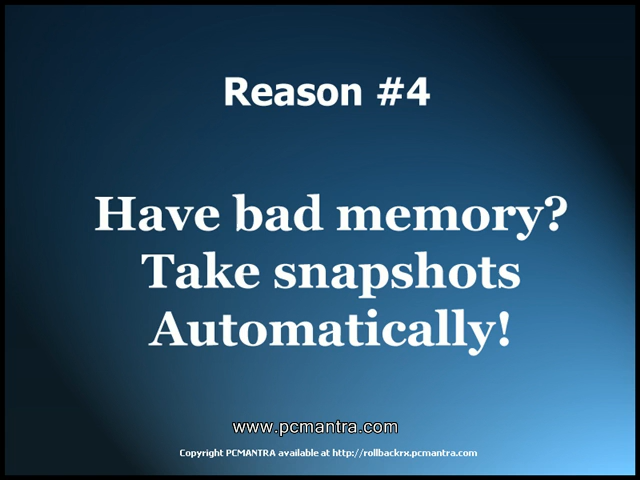 Reason #4
Have bad memory?
Take snapshots
Automatically!
www.pcmantra.com
Copyright PCMANTRA available at http://rollbackrx.pcmantra.com